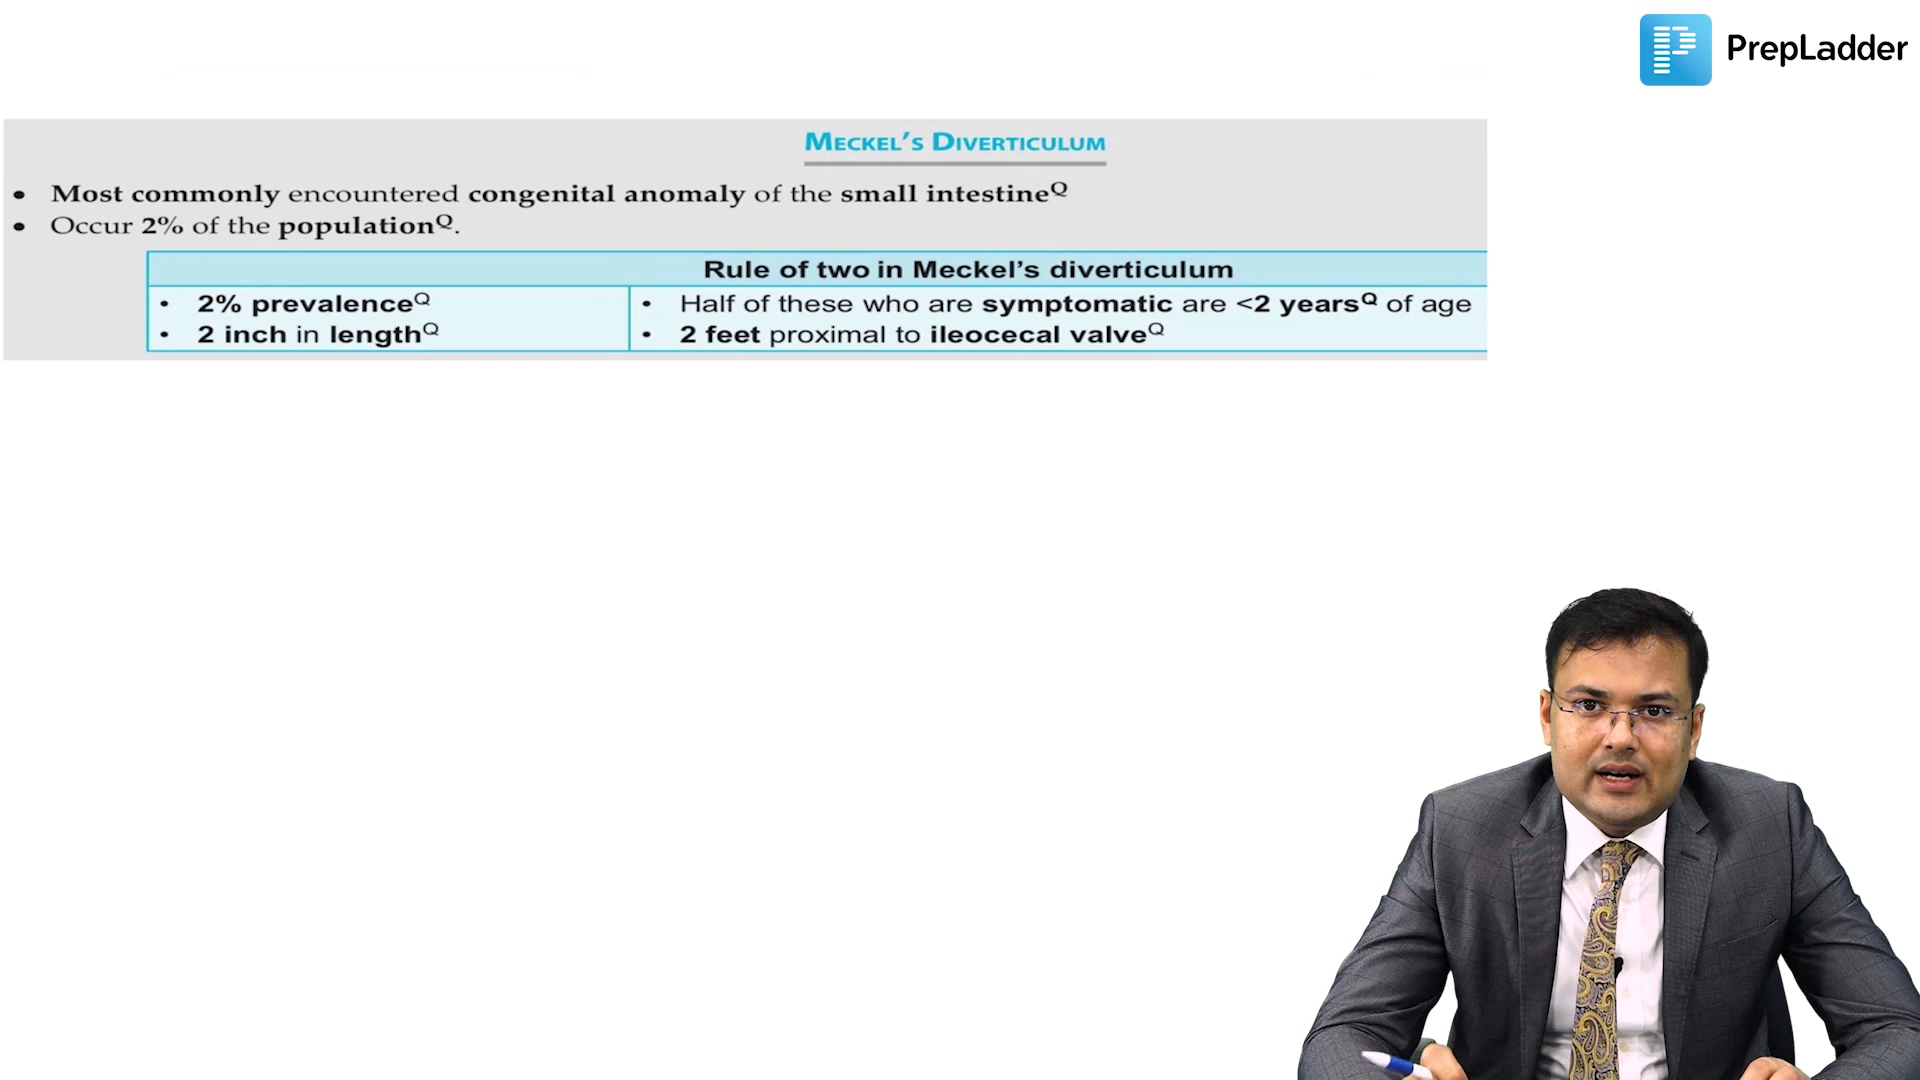 PrepLadder
MECKEL'S DIVERTICULUM
• Most commonly encountered congenital anomaly of the small intestineQ
• Occur 2% of the populationQ.
Rule of two in Meckel's diverticulum
• 2% prevalenceQ
• 2 inch in lengthQ
• Half of these who are symptomatic are <2 yearsQ of age
• 2 feet proximal to ileocecal valveQ